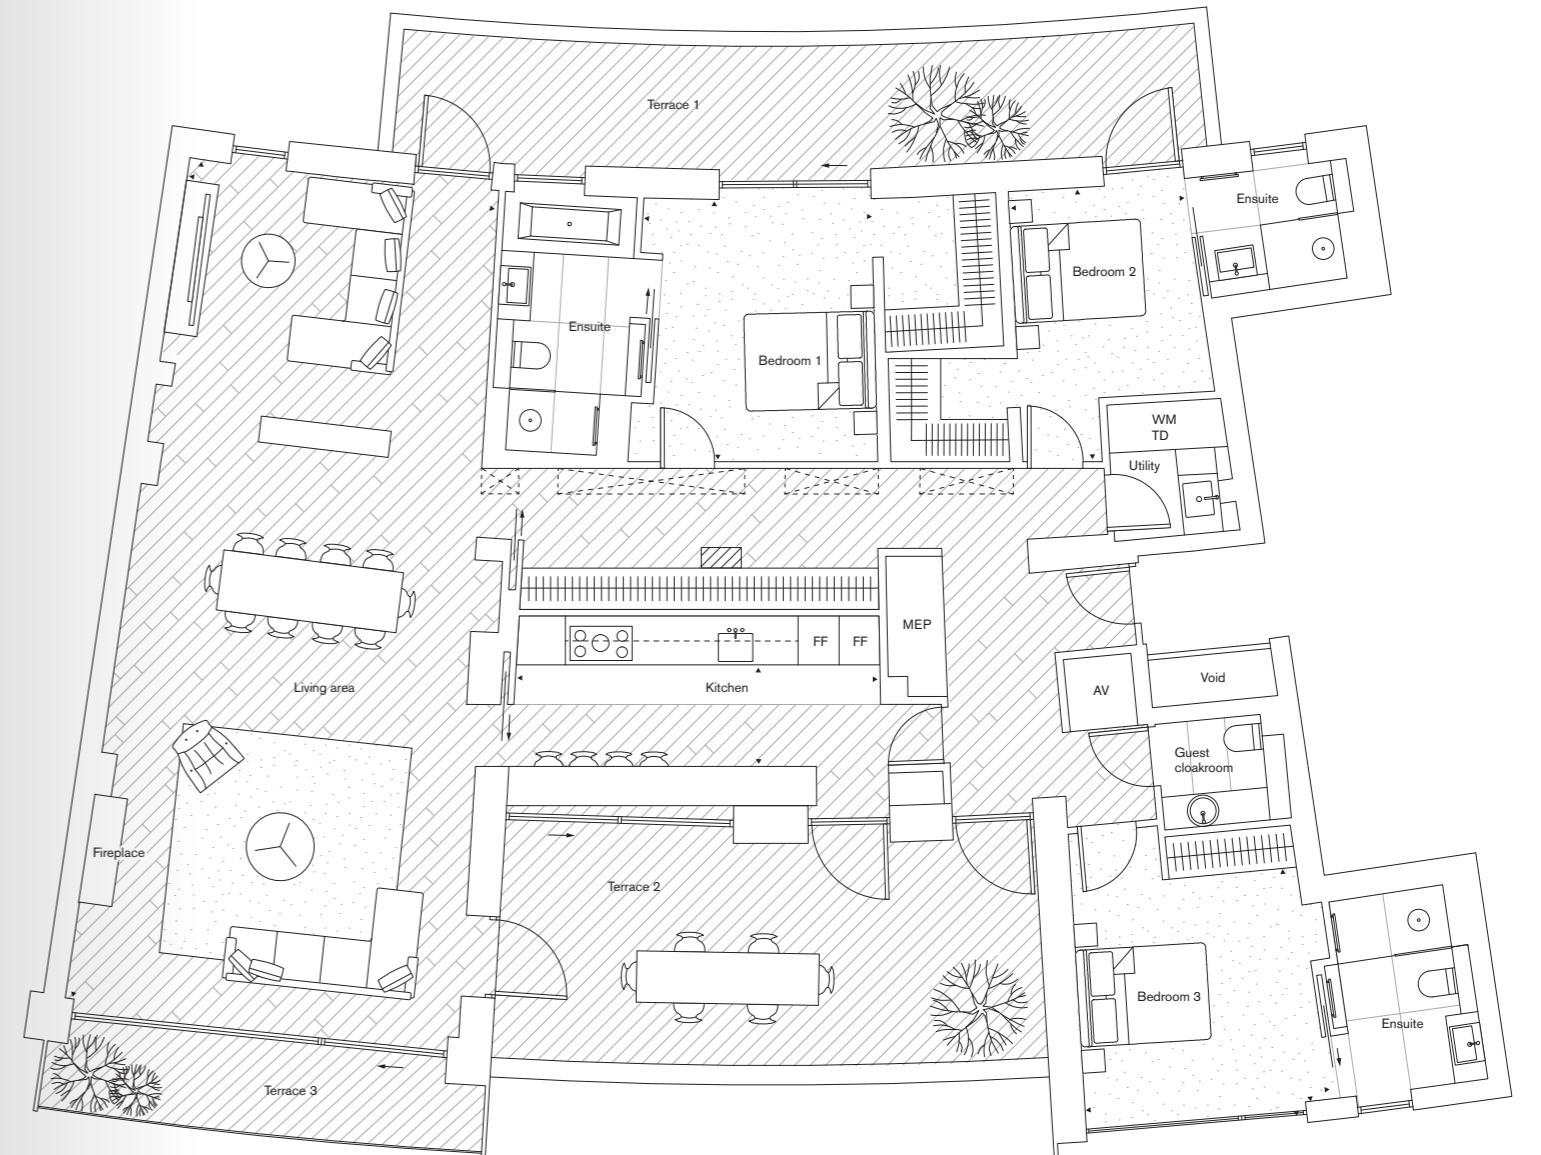 Terrace 1
Ensuite
Bedroom 2
Ensuite
Bedroom 1
WM
TD
Utility
MEP
FF
FF
Living area
Kitchen
AV
Void
Guest
cloakroom
Fireplace
Terrace 2
Bedroom 3
Ensuite
Terrace 3